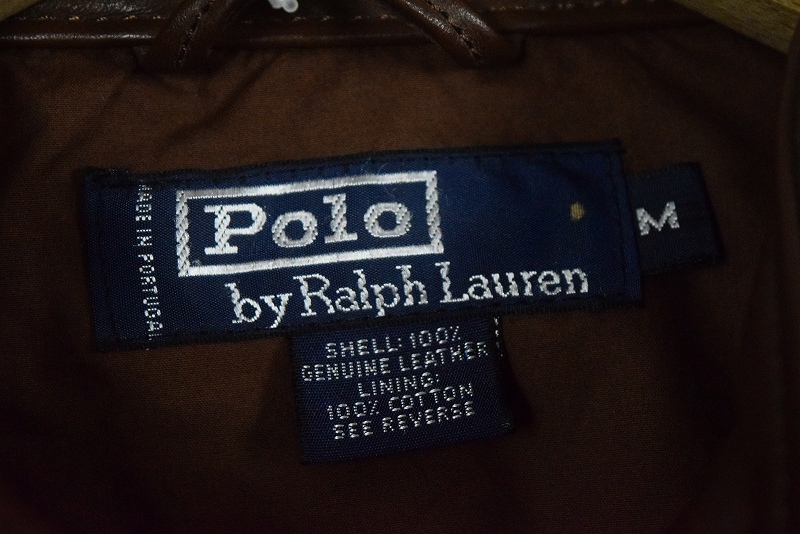 MADE IN PORTUGAL
Polo
by Ralph Lauren
M
SHELL: 100%
GENUINE LEATHER
LINING:
100% COTTON
SEE REVERSE